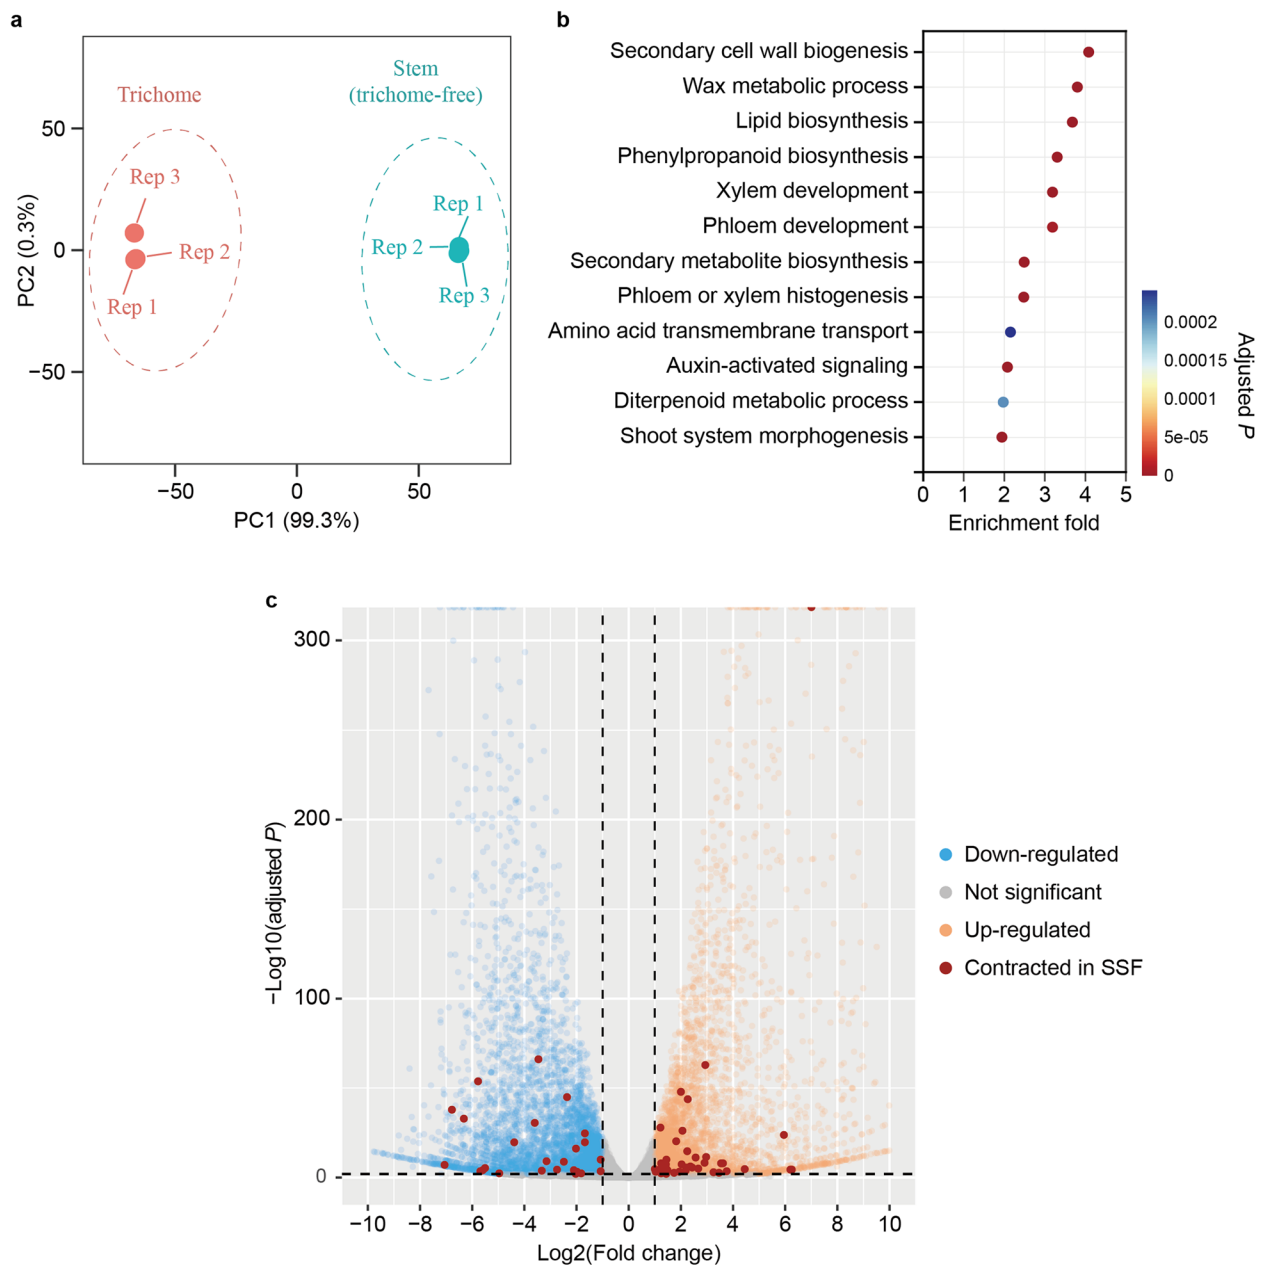 a
Trichome
Stem
(trichome-free)
Rep 3
Rep 2
Rep 1
Rep 1
Rep 2
Rep 3
50
0
−50
PC2 (0.3%)
−50
0
50
PC1 (99.3%)
b
Secondary cell wall biogenesis
Wax metabolic process
Lipid biosynthesis
Phenylpropanoid biosynthesis
Xylem development
Phloem development
Secondary metabolite biosynthesis
Phloem or xylem histogenesis
Amino acid transmembrane transport
Auxin-activated signaling
Diterpenoid metabolic process
Shoot system morphogenesis
0 1 2 3 4 5
Enrichment fold
0.0002
0.00015
0.0001
5e-05
0
Adjusted P
c
300
200
100
0
−Log10(adjusted P)
−10 −8 −6 −4 −2 0 2 4 6 8 10
Log2(Fold change)
Down-regulated
Not significant
Up-regulated
Contracted in SSF